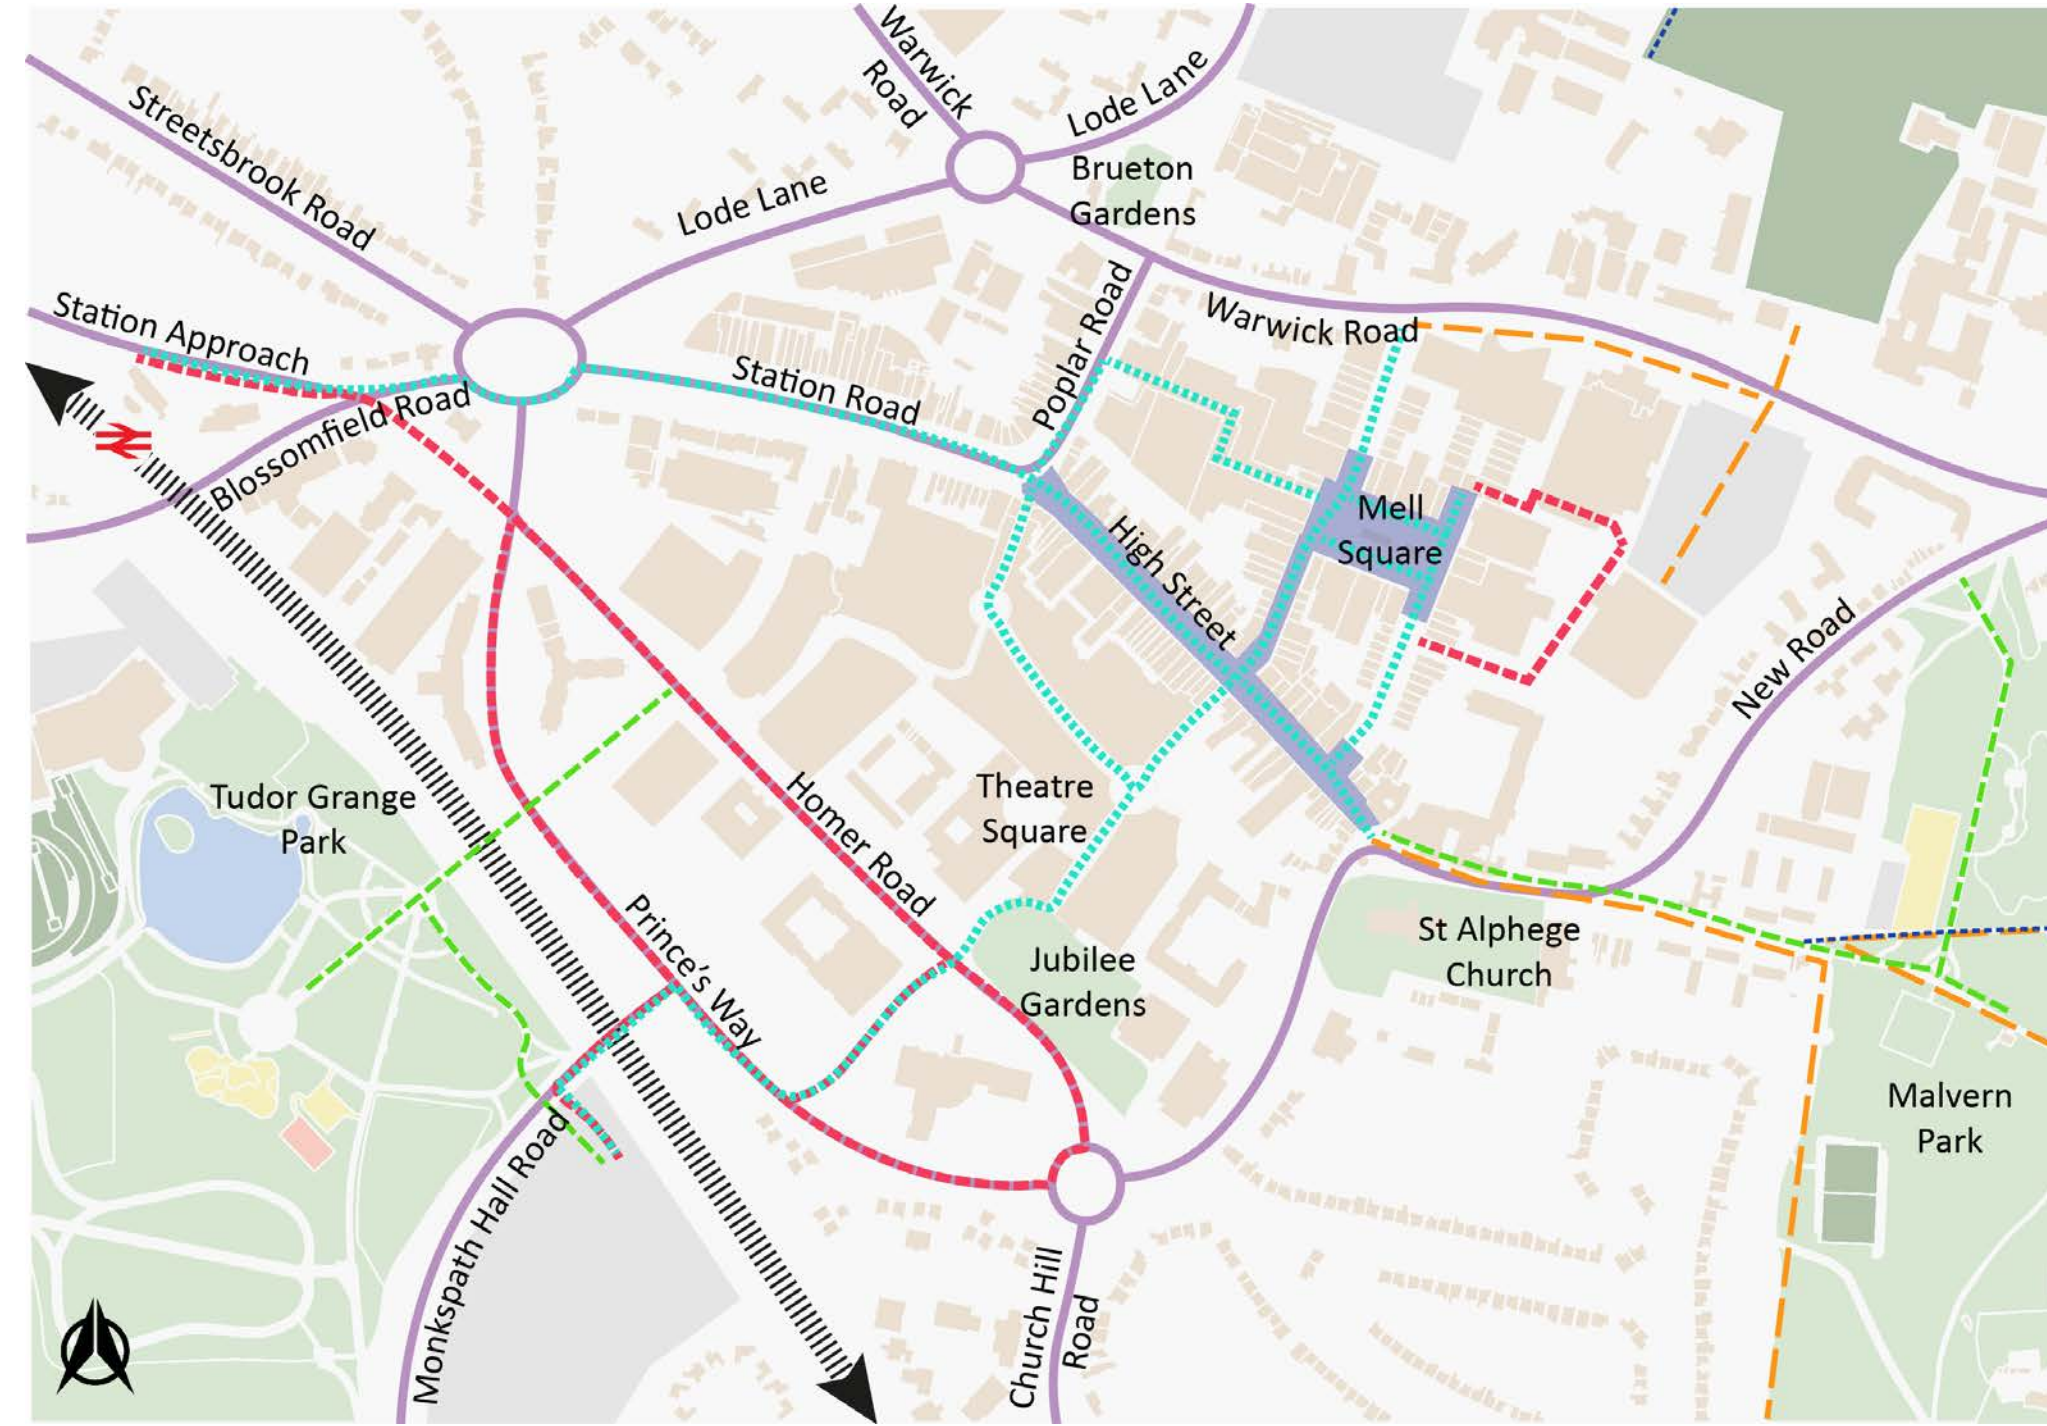 Warwick
Road
Lode Lane
Streetsbrook Road
Brueton
Gardens
Lode Lane
Station Approach
Poplar Road
Warwick Road
Station Road
Blossomfield Road
High Street
Mell
Square
New Road
Tudor Grange
Park
Theatre
Square
Homer Road
Prince's Way
St Alphege
Church
Jubilee
Gardens
Malvern
Park
Monkspath Hall Road
Church Hill
Road